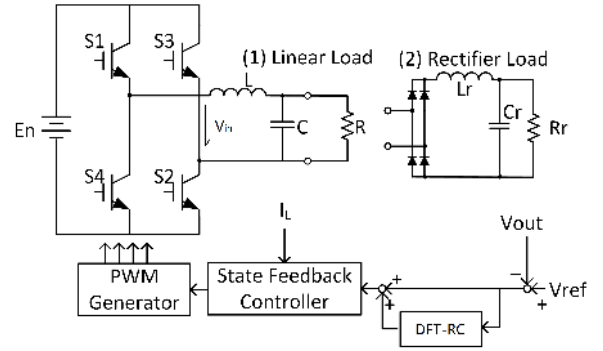 S1
S3
(1) Linear Load
(2) Rectifier Load
L
Lr
En
Vin
C
R
Cr
Rr
S4
S2
IL
Vout
PWM
Generator
State Feedback
Controller
+
+
−
Vref
+
DFT-RC